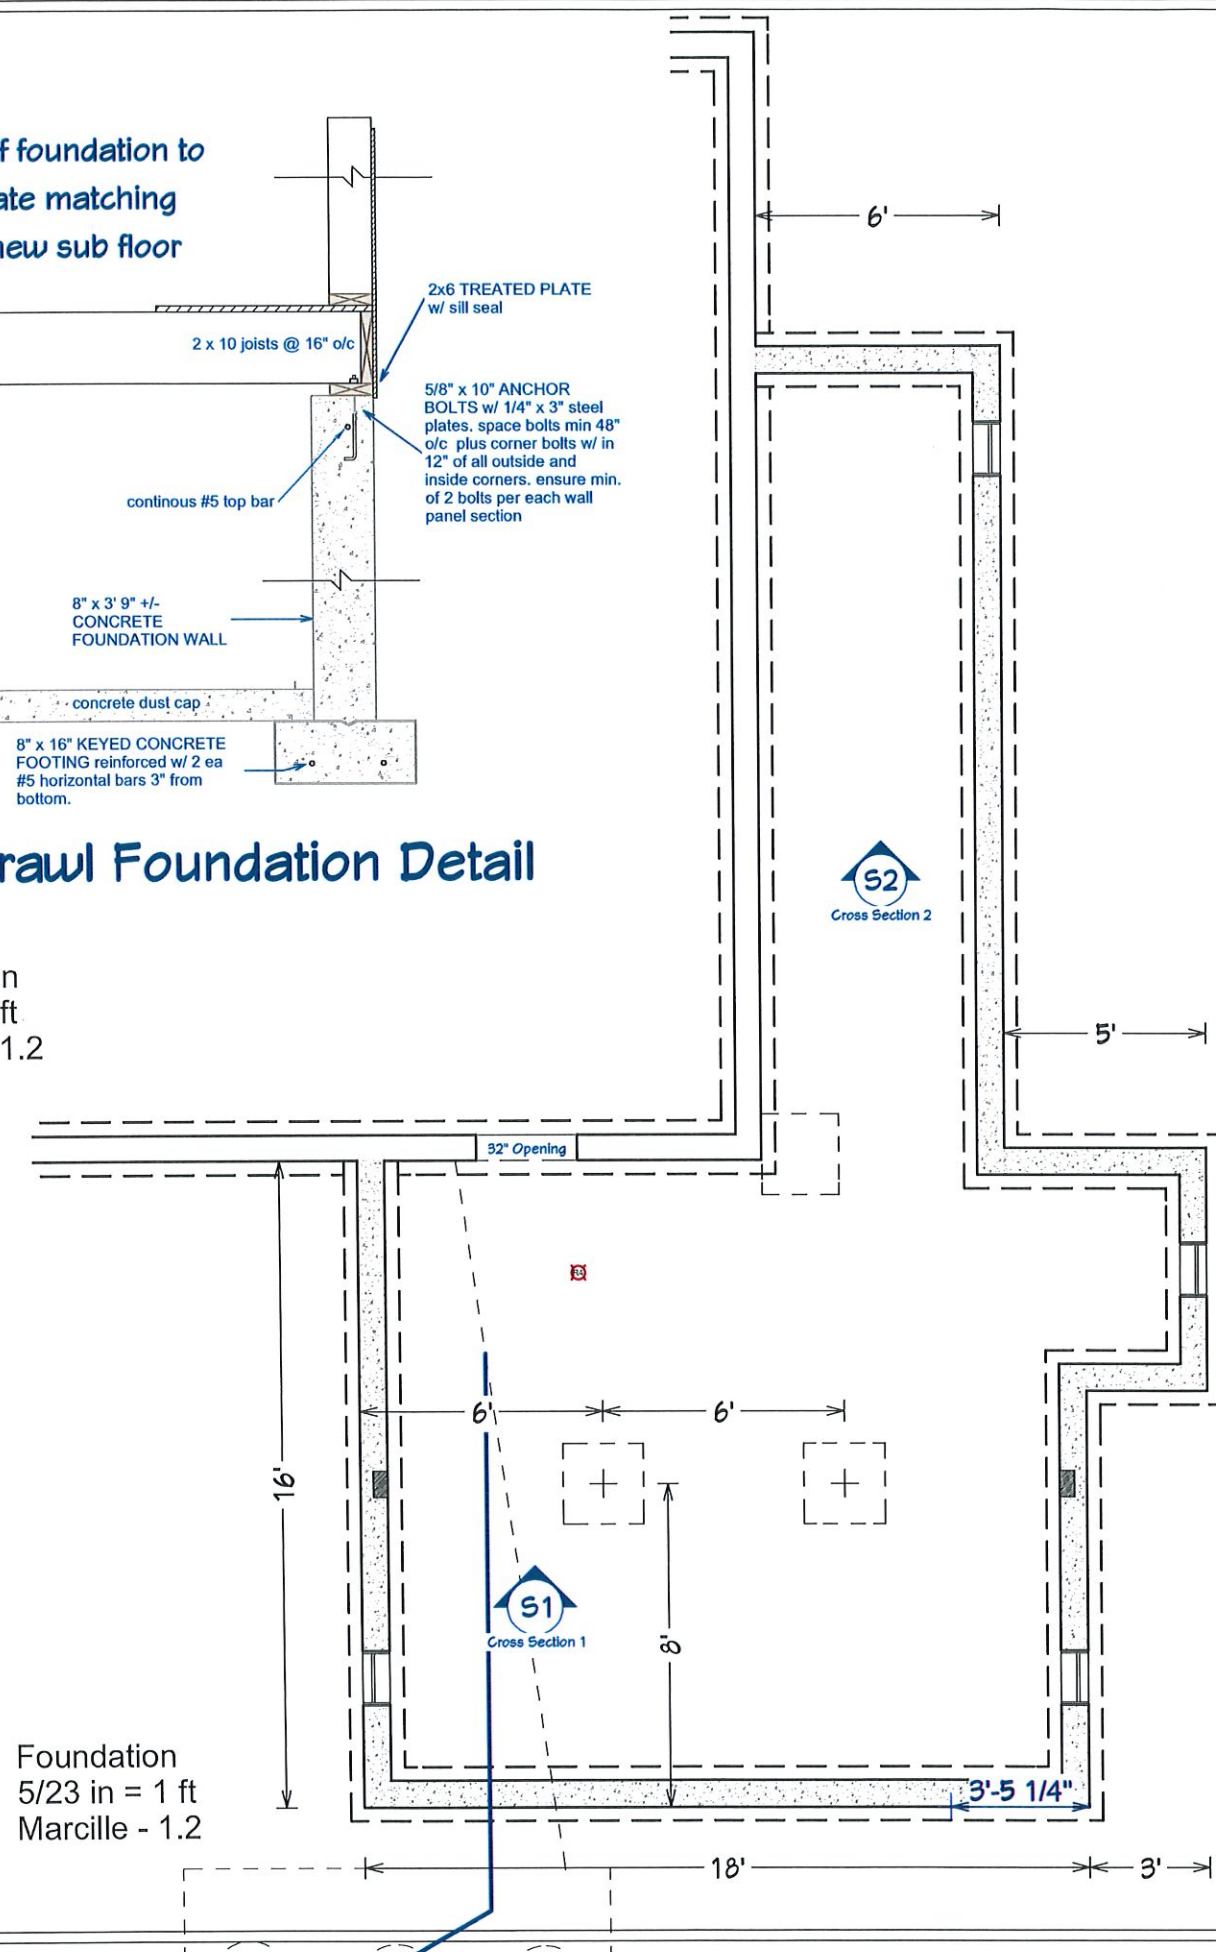 f foundation to
ate matching
new sub floor
6'
2x6 TREATED PLATE
w/ sill seal
2 x 10 joists @ 16" o/c
5/8" x 10" ANCHOR
BOLTS w/ 1/4" x 3" steel
plates. space bolts min 48"
o/c plus corner bolts w/ in
12" of all outside and
inside corners. ensure min.
of 2 bolts per each wall
panel section
continous #5 top bar
8" x 3' 9" +/-
CONCRETE
FOUNDATION WALL
concrete dust cap
8" x 16" KEYED CONCRETE
FOOTING reinforced w/ 2 ea
#5 horizontal bars 3" from
bottom.
rawl Foundation Detail
S2
Cross Section 2
n
ft
1.2
5'
32" Opening
6'
6'
16'
S1
Cross Section 1
8'
Foundation
5/23 in = 1 ft
Marcille - 1.2
3'-5 1/4"
18'
3'